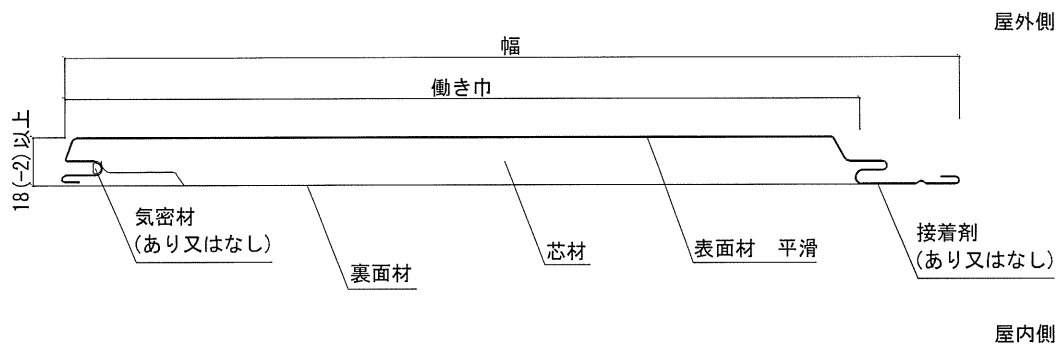 屋外側
幅
働き巾
18(-2)以上
気密材
(あり又はなし)
裏面材
芯材
表面材　平滑
接着剤
(あり又はなし)
屋内側